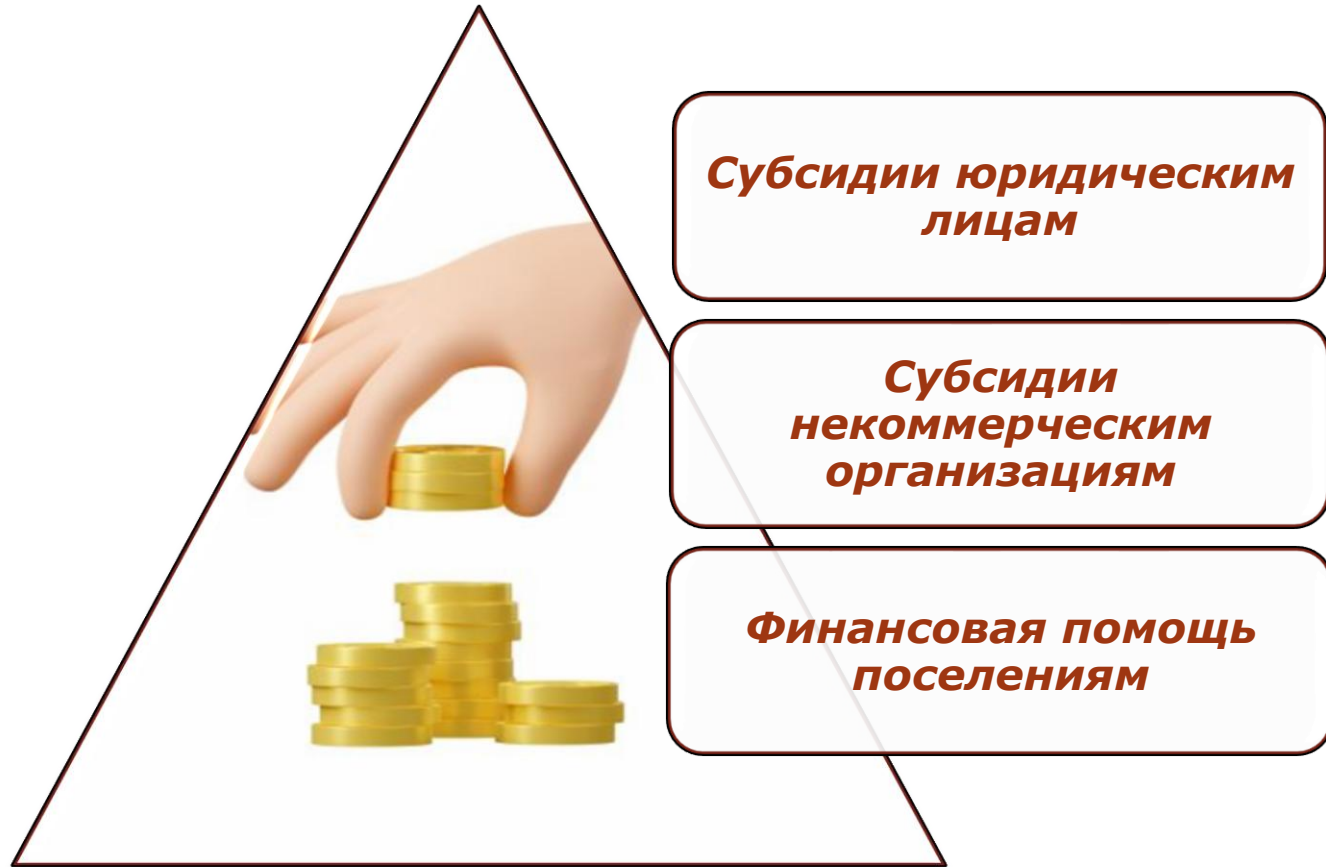 Субсидии юридическим
лицам
Субсидии
некоммерческим
организациям
Финансовая помощь
поселениям